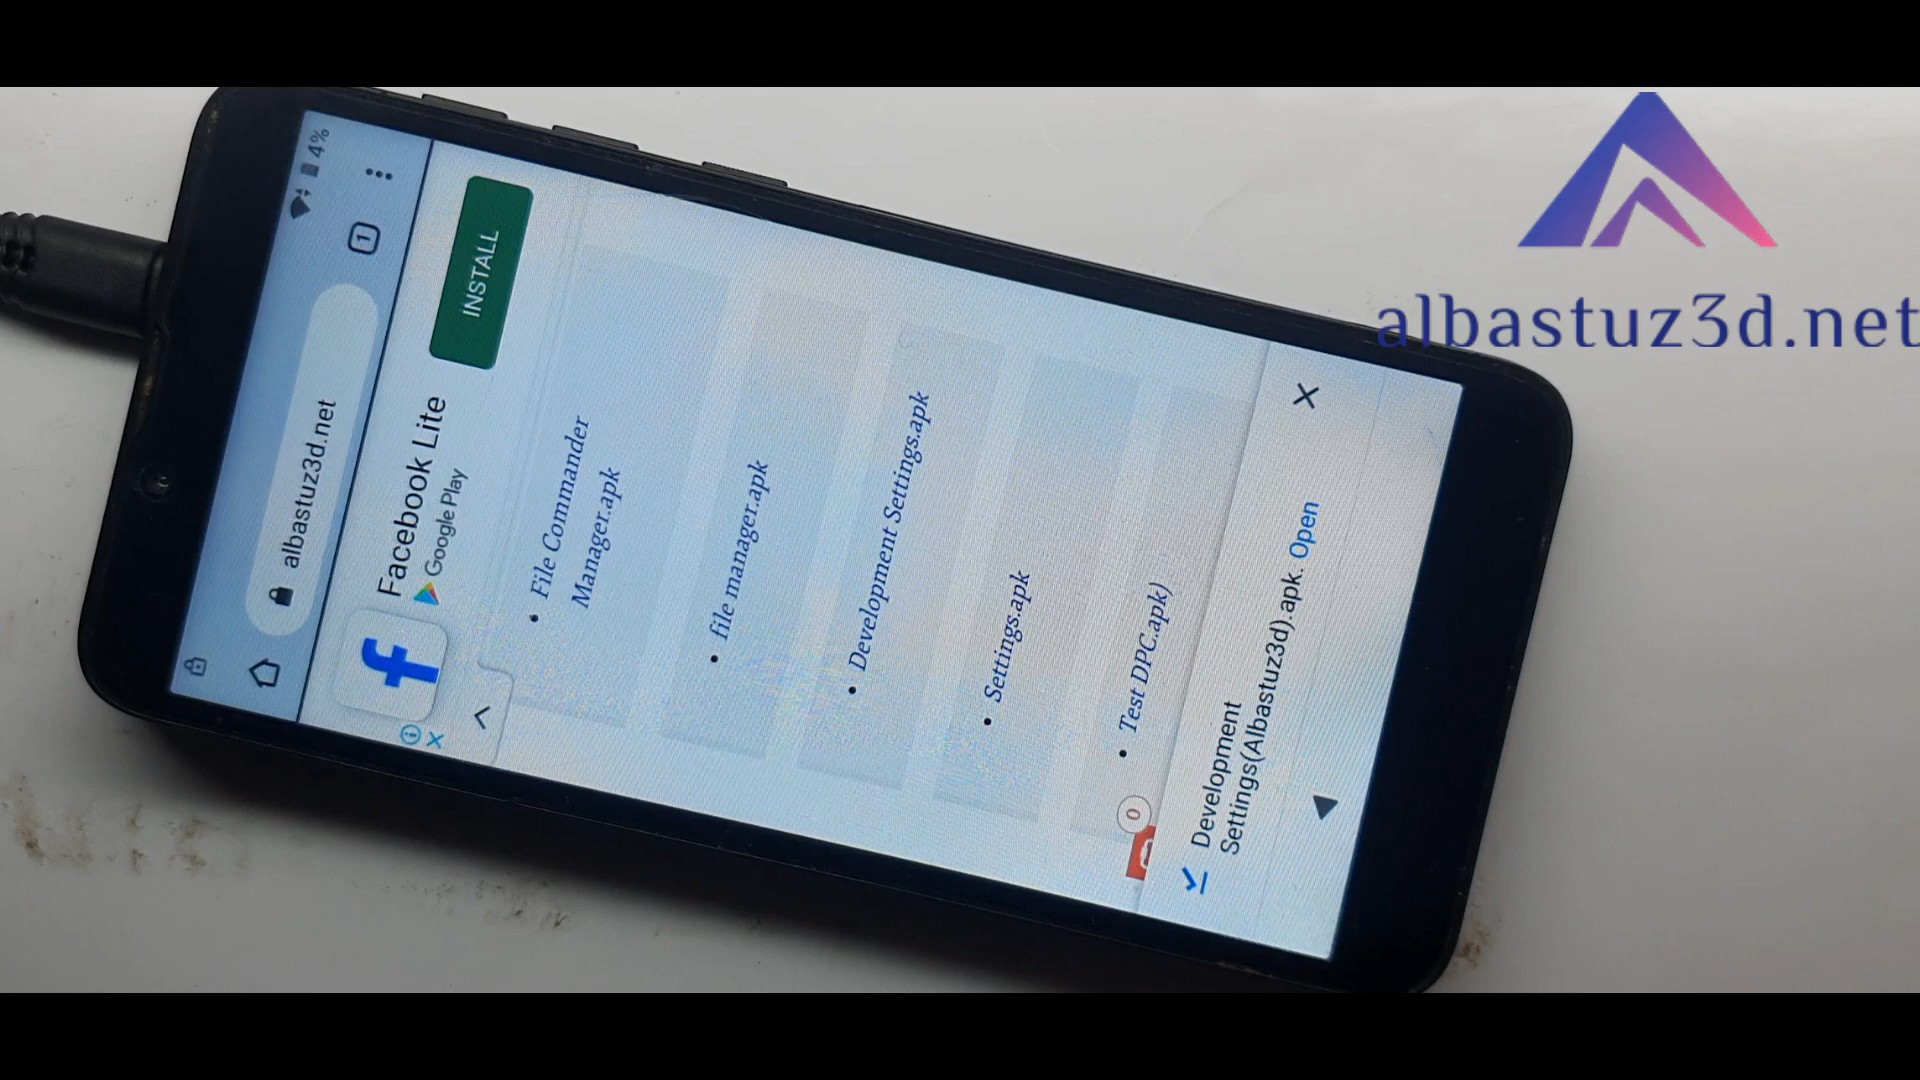 4%
albastuz3d.net
1
Facebook Lite
Google Play
INSTALL
• File Commander
Manager.apk
• file manager.apk
• Development Settings.apk
• Settings.apk
• Test DPC.apk)
0
Development
Settings(Albastuz3d).apk. Open
albastuz3d.net